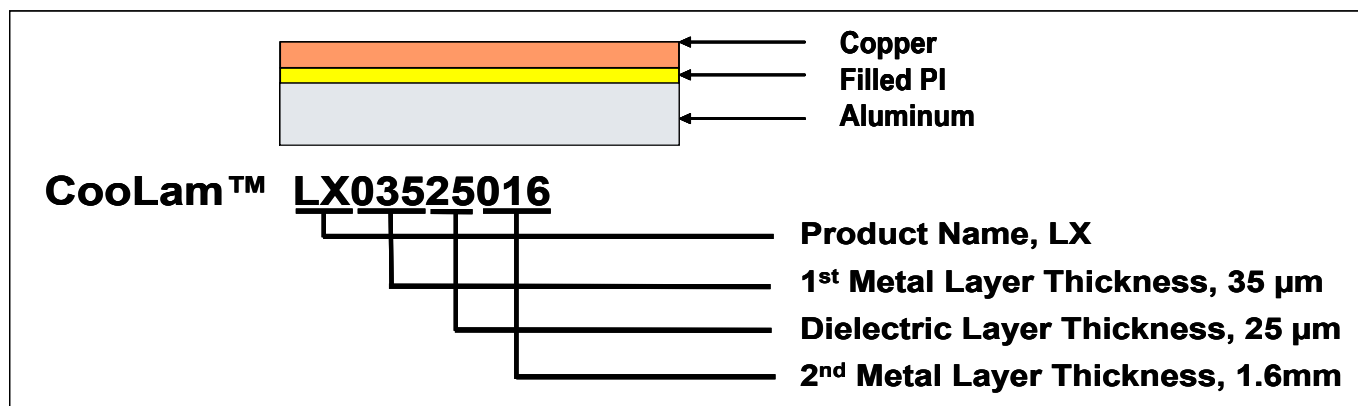 Copper
Filled PI
Aluminum
CooLam™ LX03525016
Product Name, LX
1st Metal Layer Thickness, 35 µm
Dielectric Layer Thickness, 25 µm
2nd Metal Layer Thickness, 1.6mm